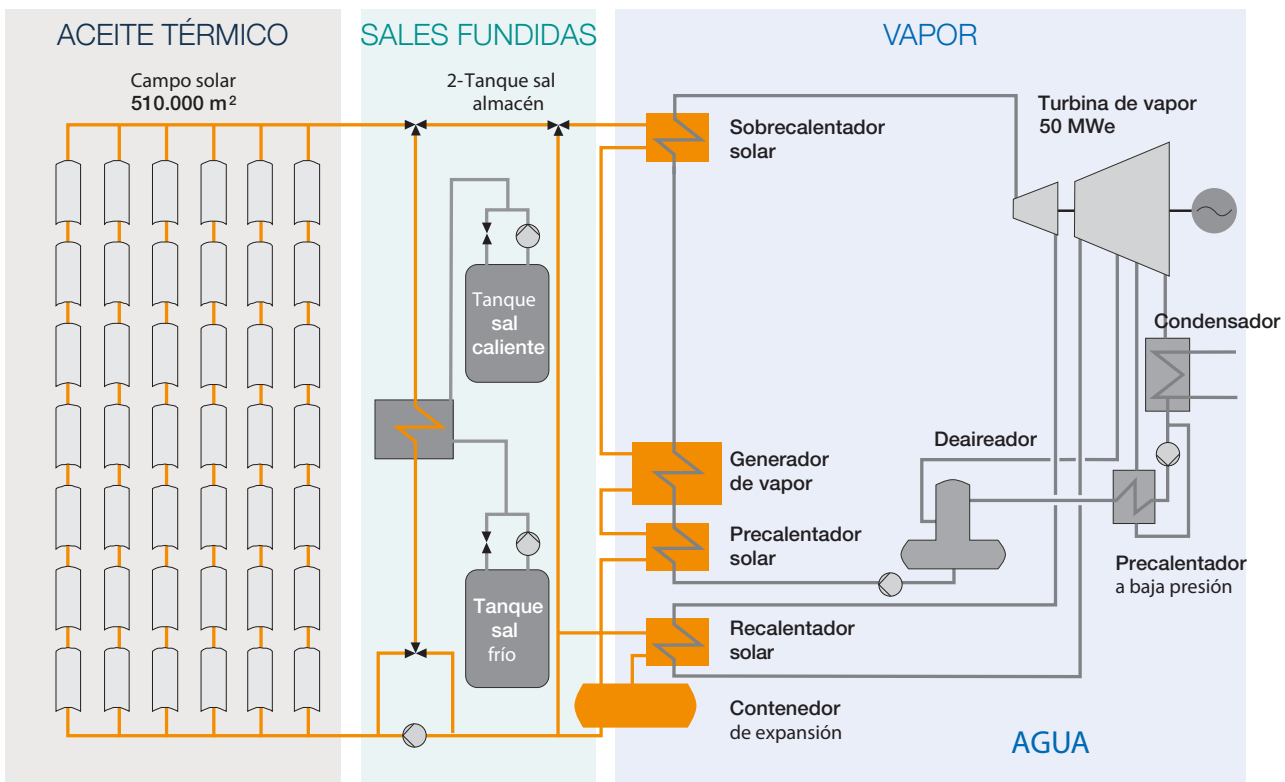 ACEITE TÉRMICO
Campo solar
510.000 m²
SALES FUNDIDAS
2-Tanque sal
almacén
Tanque
sal
caliente
Tanque
sal
frío
VAPOR
Sobrecalentador
solar
Turbina de vapor
50 MWe
Condensador
Deaireador
Generador
de vapor
Precalentador
solar
Precalentador
a baja presión
Recalentador
solar
Contenedor
de expansión
AGUA